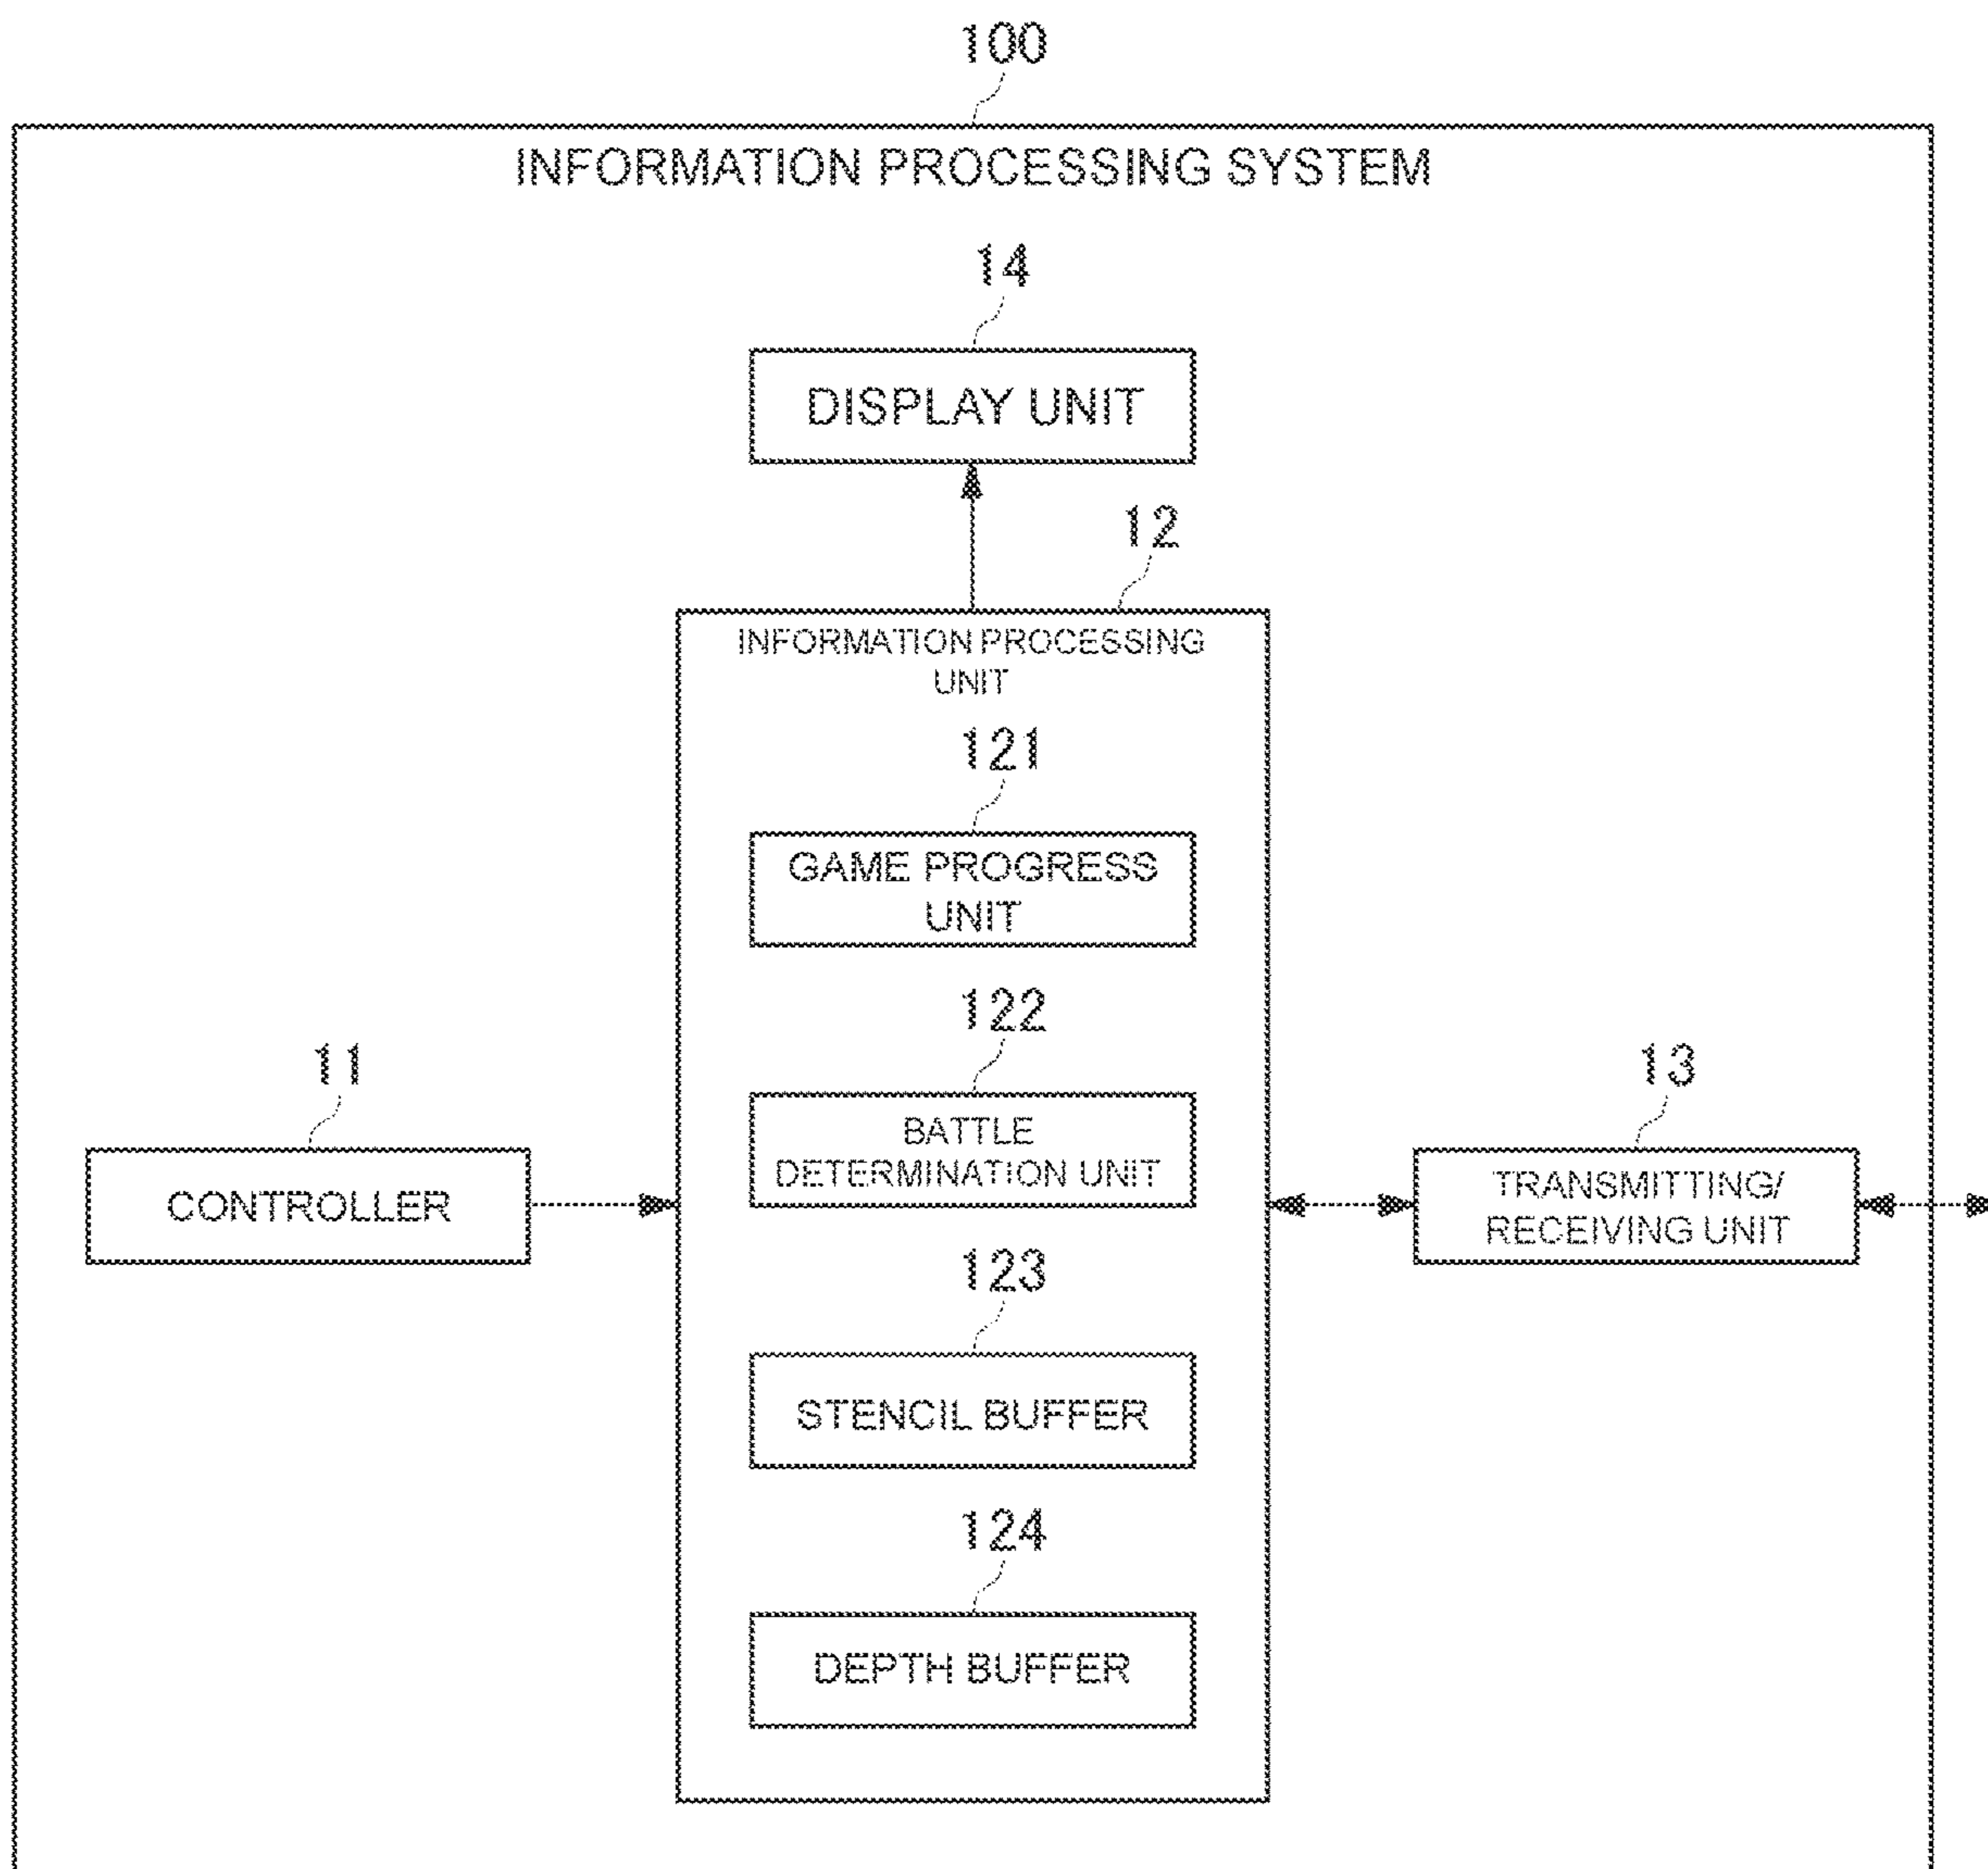 100
INFORMATION PROCESSING SYSTEM
14
DISPLAY UNIT
12
INFORMATION PROCESSING
UNIT
121
GAME PROGRESS
UNIT
122
BATTLE
DETERMINATION UNIT
11
CONTROLLER
13
TRANSMITTING/
RECEIVING UNIT
123
STENCIL BUFFER
124
DEPTH BUFFER